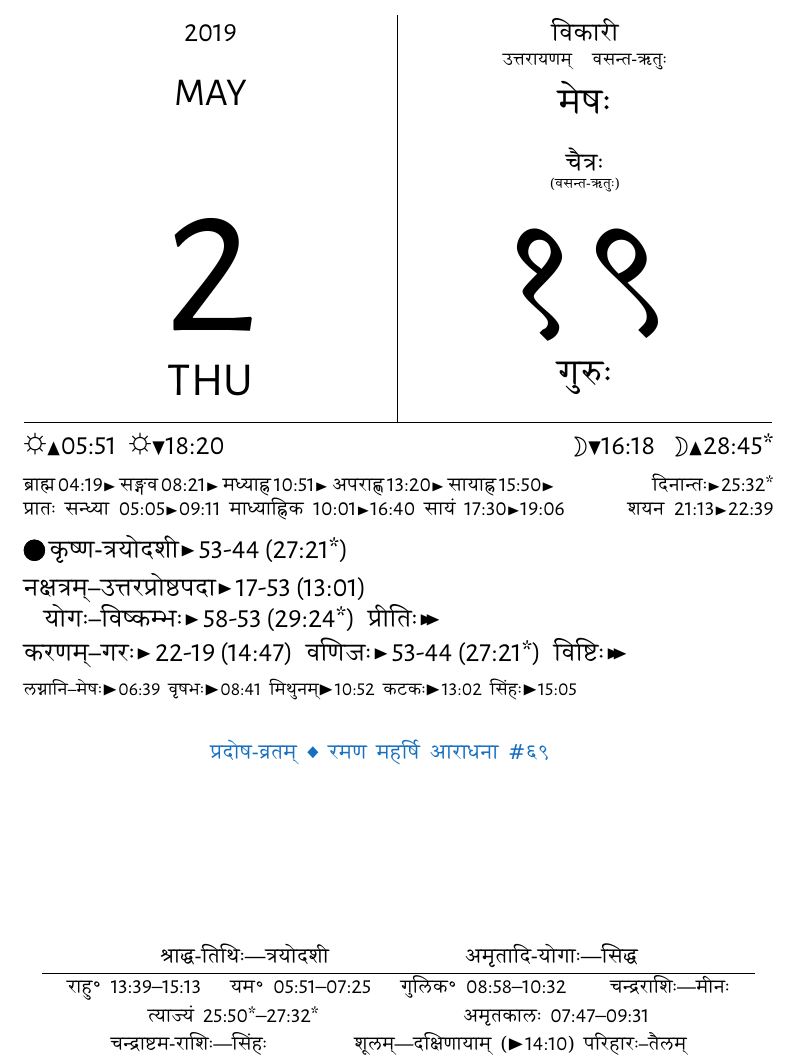 2019
MAY
2
THU
विकारी
उत्तरायणम् वसन्त-ऋतुः
मेषः
चैत्रः
(वसन्त-ऋतुः)
१९
गुरुः
▲05:51 ▼18:20 ▼16:18 ▲28:45*
ब्राह्म 04:19► सङ्गव 08:21► मध्याह्न 10:51► अपराह्ण 13:20► सायाह्न 15:50► दिनान्तः►25:32*
प्रातः सन्ध्या 05:05►09:11 माध्याह्निक 10:01►16:40 सायं 17:30►19:06 शयन 21:13►22:39
कृष्ण-त्रयोदशी►53-44 (27:21*)
नक्षत्रम्–उत्तरप्रोष्ठपदा►17-53 (13:01)
योगः–विष्कम्भः►58-53 (29:24*) प्रीतिः►►
करणम्–गरः►22-19 (14:47) वणिजः►53-44 (27:21*) विष्टिः►►
लग्नानि–मेषः►06:39 वृषभः►08:41 मिथुनम्►10:52 कटकः►13:02 सिंहः►15:05
प्रदोष-व्रतम् ◆ रमण महर्षि आराधना #६९
श्राद्ध-तिथिः—त्रयोदशी अमृतादि-योगाः—सिद्ध
राहु° 13:39–15:13 यम° 05:51–07:25 गुलिक° 08:58–10:32 चन्द्रराशिः—मीनः
त्याज्यं 25:50*–27:32* अमृतकालः 07:47–09:31
चन्द्राष्टम-राशिः—सिंहः शूलम्—दक्षिणायाम् (►14:10) परिहारः–तैलम्